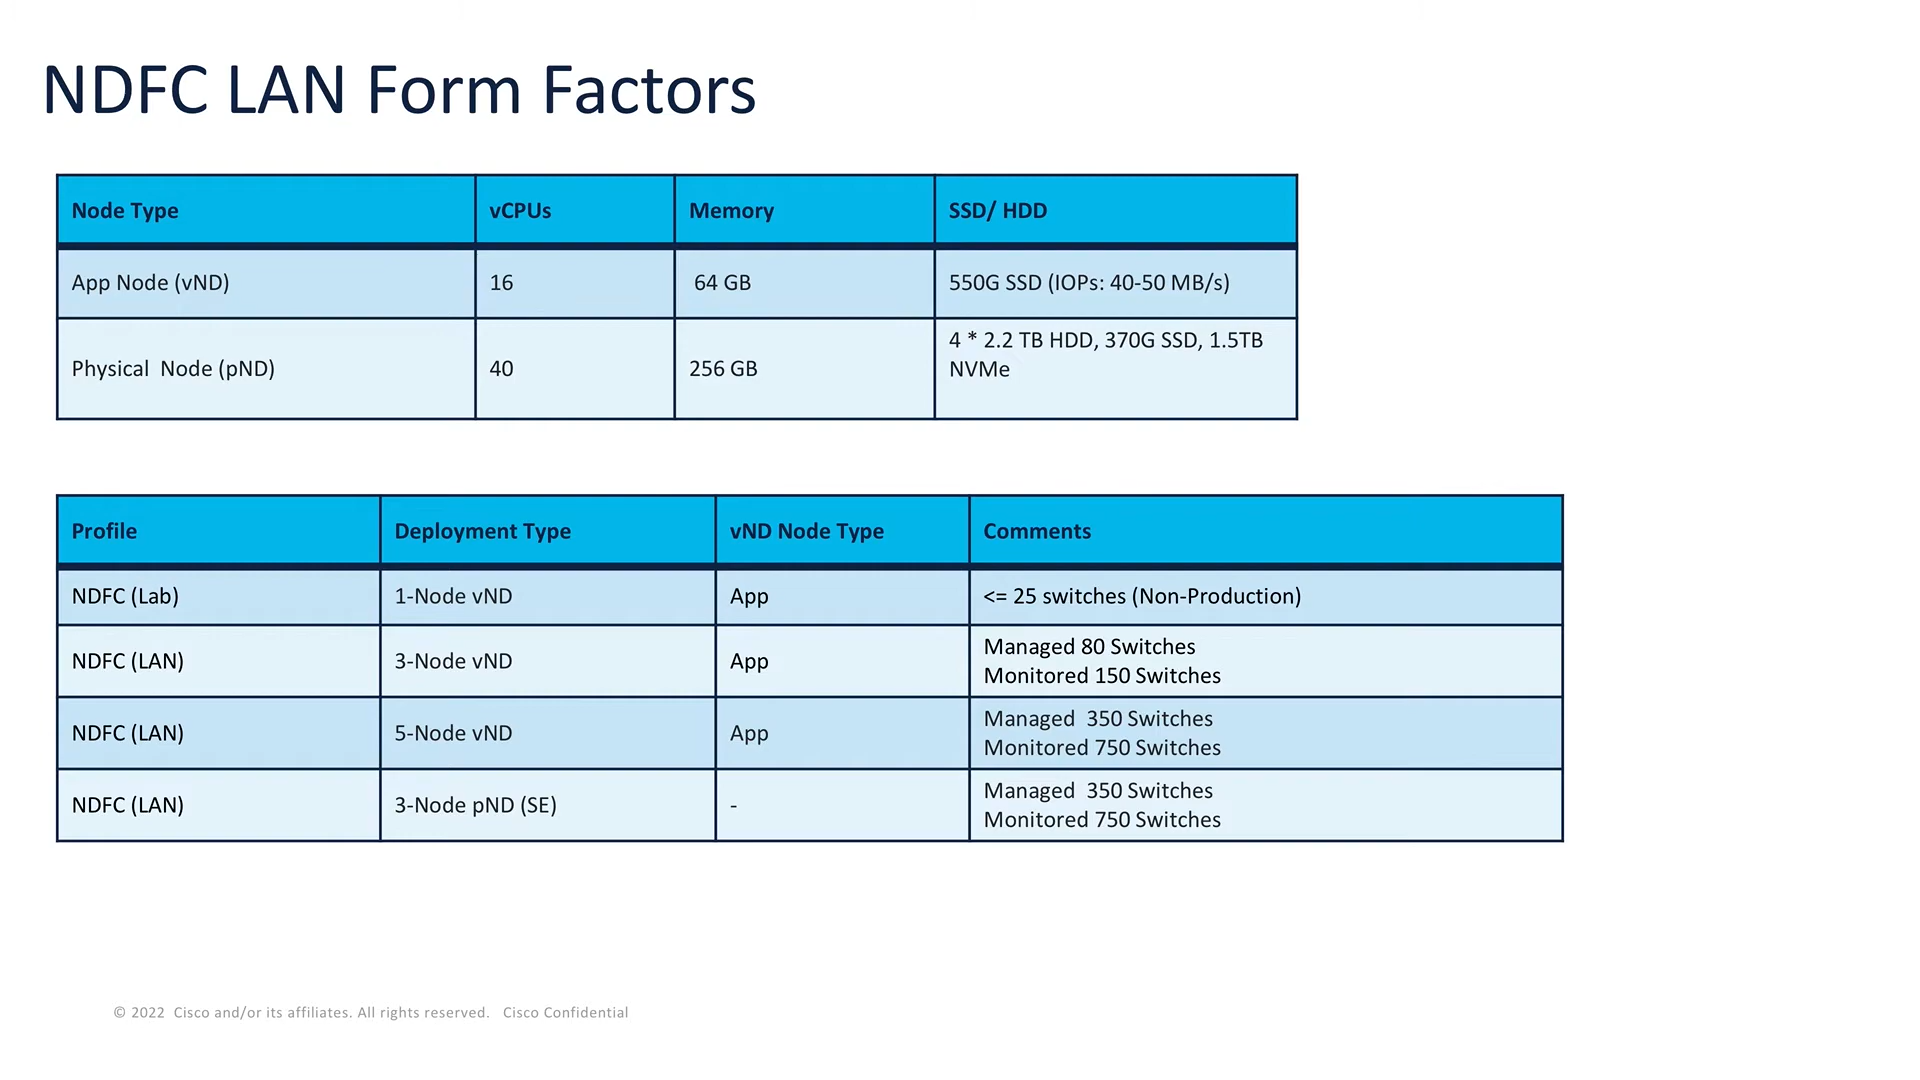 NDFC LAN Form Factors
Node Type vCPUs Memory SSD/ HDD
App Node (vND) 16 64 GB 550G SSD (IOPs: 40-50 MB/s)
Physical Node (pND) 40 256 GB 4 * 2.2 TB HDD, 370G SSD, 1.5TB
NVMe
Profile Deployment Type vND Node Type Comments
NDFC (Lab) 1-Node vND App <= 25 switches (Non-Production)
NDFC (LAN) 3-Node vND App Managed 80 Switches
Monitored 150 Switches
NDFC (LAN) 5-Node vND App Managed 350 Switches
Monitored 750 Switches
NDFC (LAN) 3-Node pND (SE) - Managed 350 Switches
Monitored 750 Switches
© 2022 Cisco and/or its affiliates. All rights reserved. Cisco Confidential